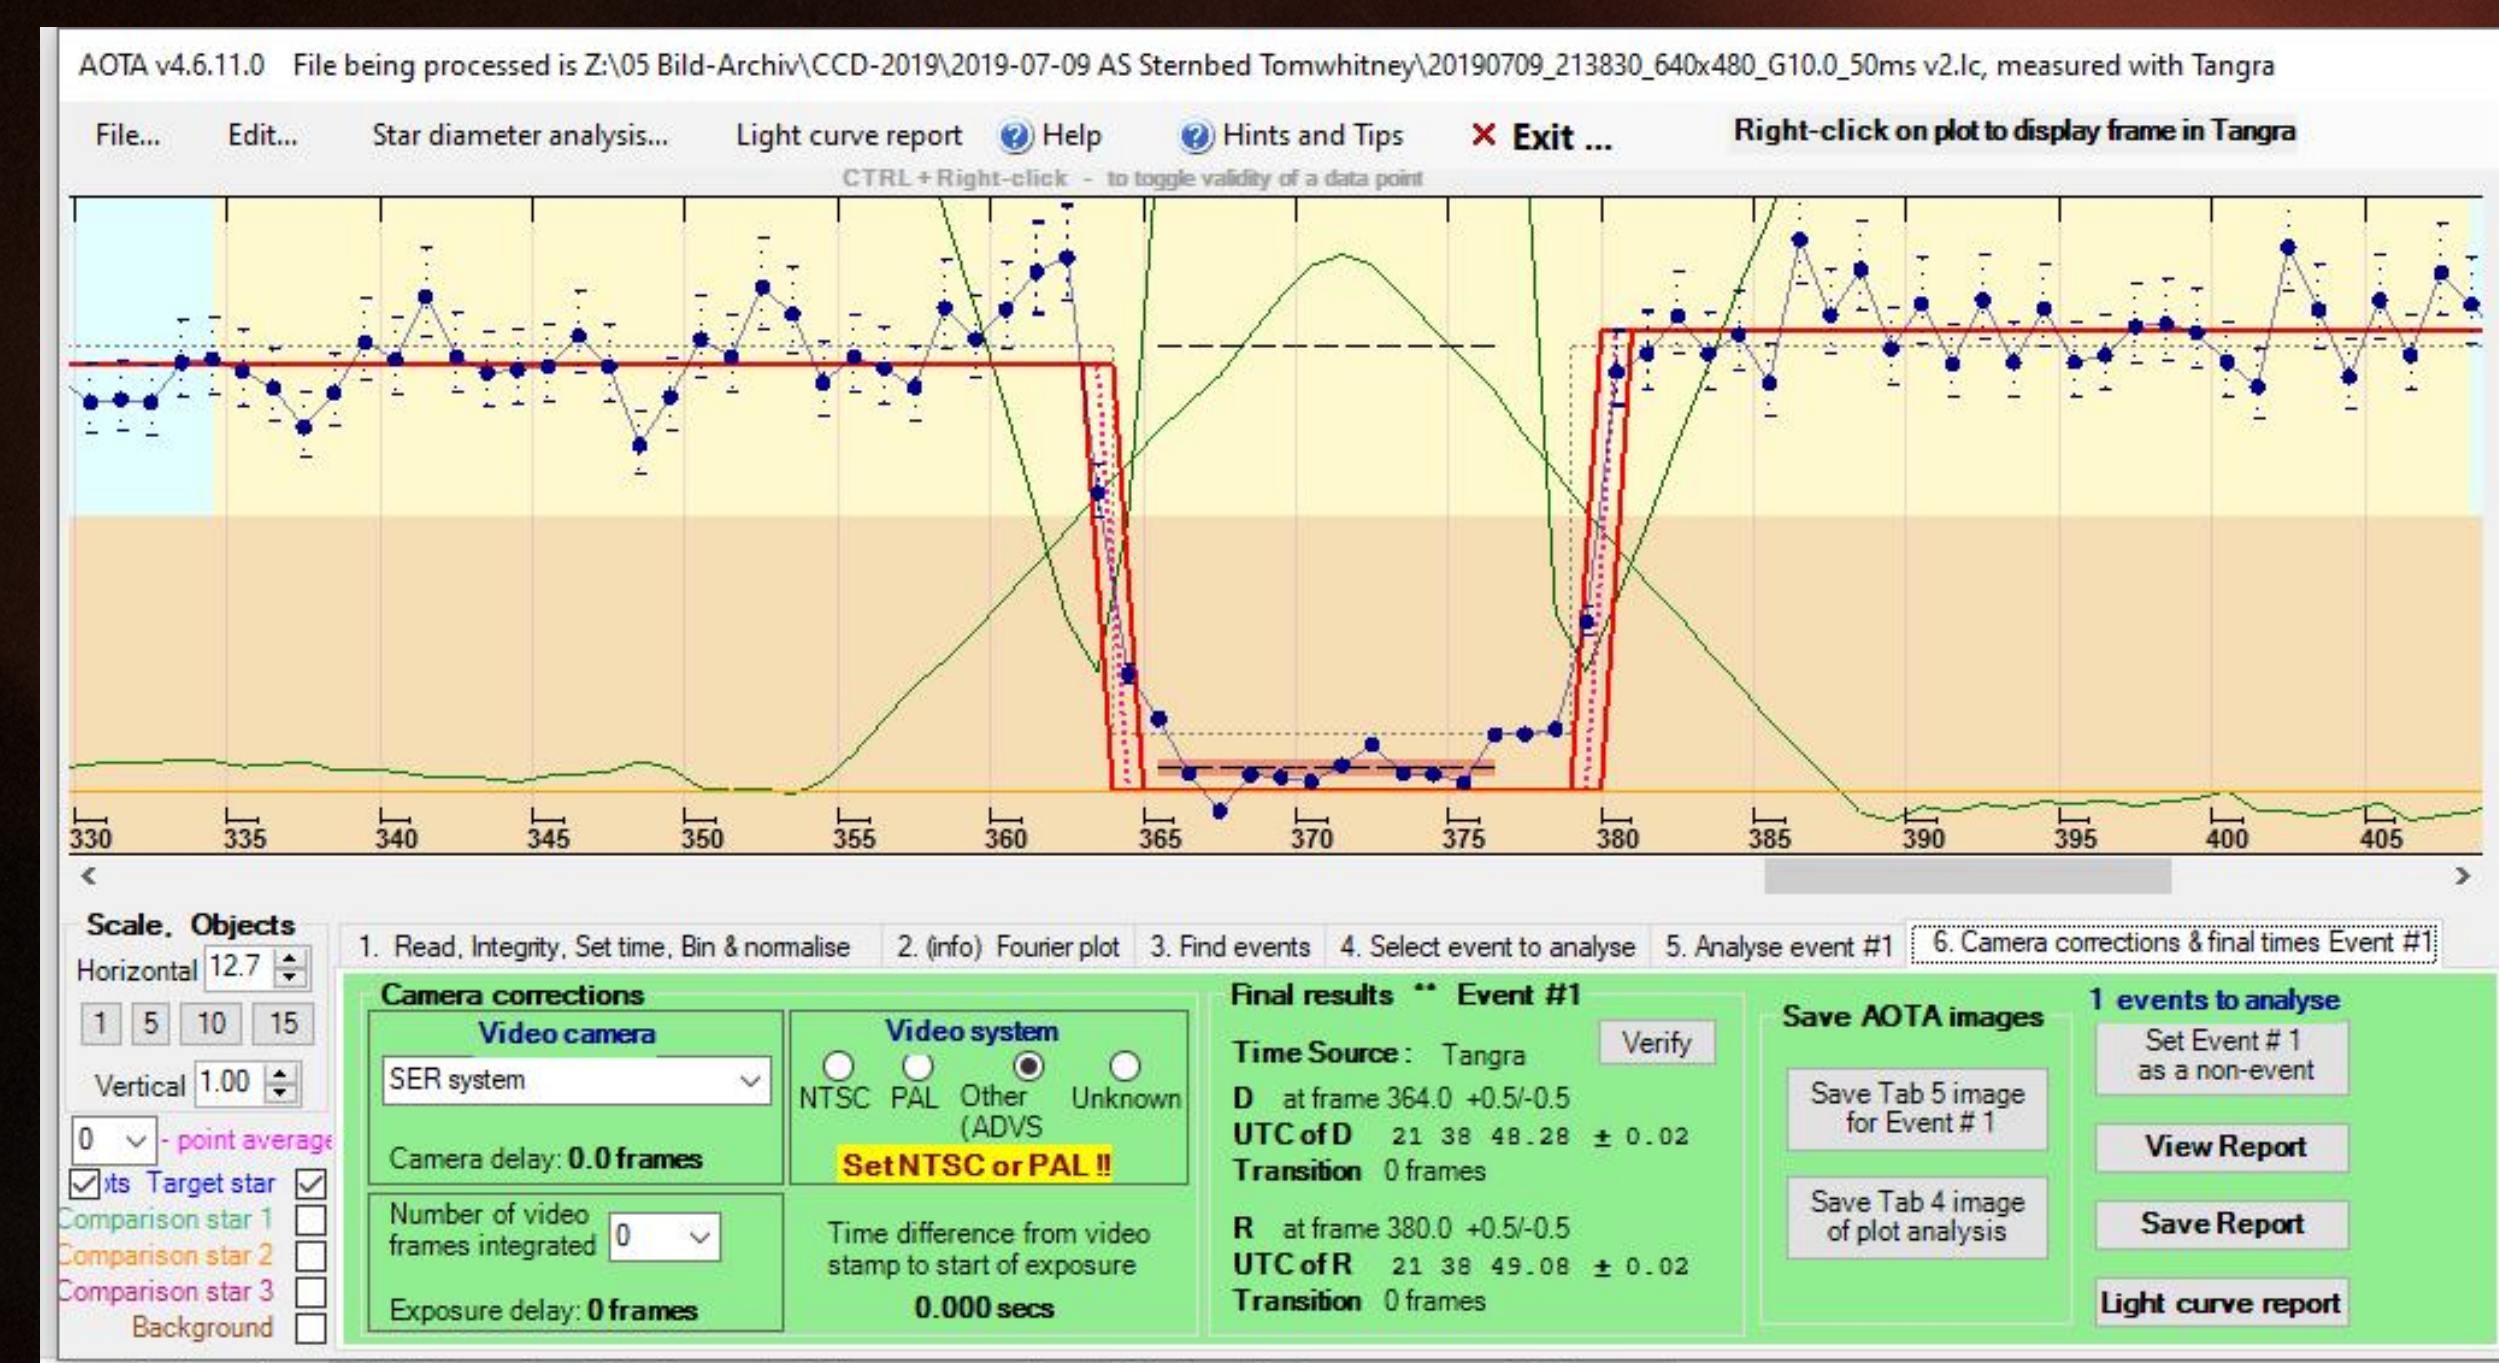 AOTA v4.6.11.0 File being processed is Z:\05 Bild-Archiv\CCD-2019\2019-07-09 AS Sternbed Tomwhitney\20190709_213830_640x480_G10.0_50ms v2.lc, measured with Tangra
File... Edit... Star diameter analysis... Light curve report Help Hints and Tips Exit ... Right-click on plot to display frame in Tangra
CTRL+Right-click - to toggle validity of a data point
330 335 340 345 350 355 360 365 370 375 380 385 390 395 400 405
Scale, Objects
Horizontal 12.7
1 5 10 15
Vertical 1.00
0 - point average
ts Target star
Comparison star 1
Comparison star 2
Comparison star 3
Background
1. Read, Integrity, Set time, Bin & normalise 2. (info) Fourier plot 3. Find events 4. Select event to analyse 5. Analyse event #1 6. Camera corrections & final times Event #1
Camera corrections
Video camera
SER system
Camera delay: 0.0 frames
Number of video
frames integrated 0
Exposure delay: 0 frames
Video system
NTSC PAL Other Unknown
(ADVS
Set NTSC or PAL !!
Time difference from video
stamp to start of exposure
0.000 secs
Final results ** Event #1
Time Source : Tangra Verify
D at frame 364.0 +0.5/-0.5
UTC of D 21 38 48.28 ± 0.02
Transition 0 frames
R at frame 380.0 +0.5/-0.5
UTC of R 21 38 49.08 ± 0.02
Transition 0 frames
Save AOTA images
Save Tab 5 image
for Event # 1
Save Tab 4 image
of plot analysis
1 events to analyse
Set Event # 1
as a non-event
View Report
Save Report
Light curve report